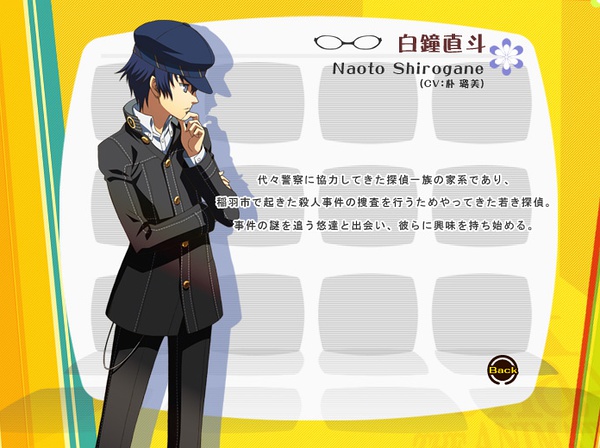 白鐘直斗
Naoto Shirogane
(CV:朴 璐美)
代々警察に協力してきた探偵一族の家系であり、
稲羽市で起きた殺人事件の捜査を行うためやってきた若き探偵。
事件の謎を追う悠達と出会い、彼らに興味を持ち始める。
Back